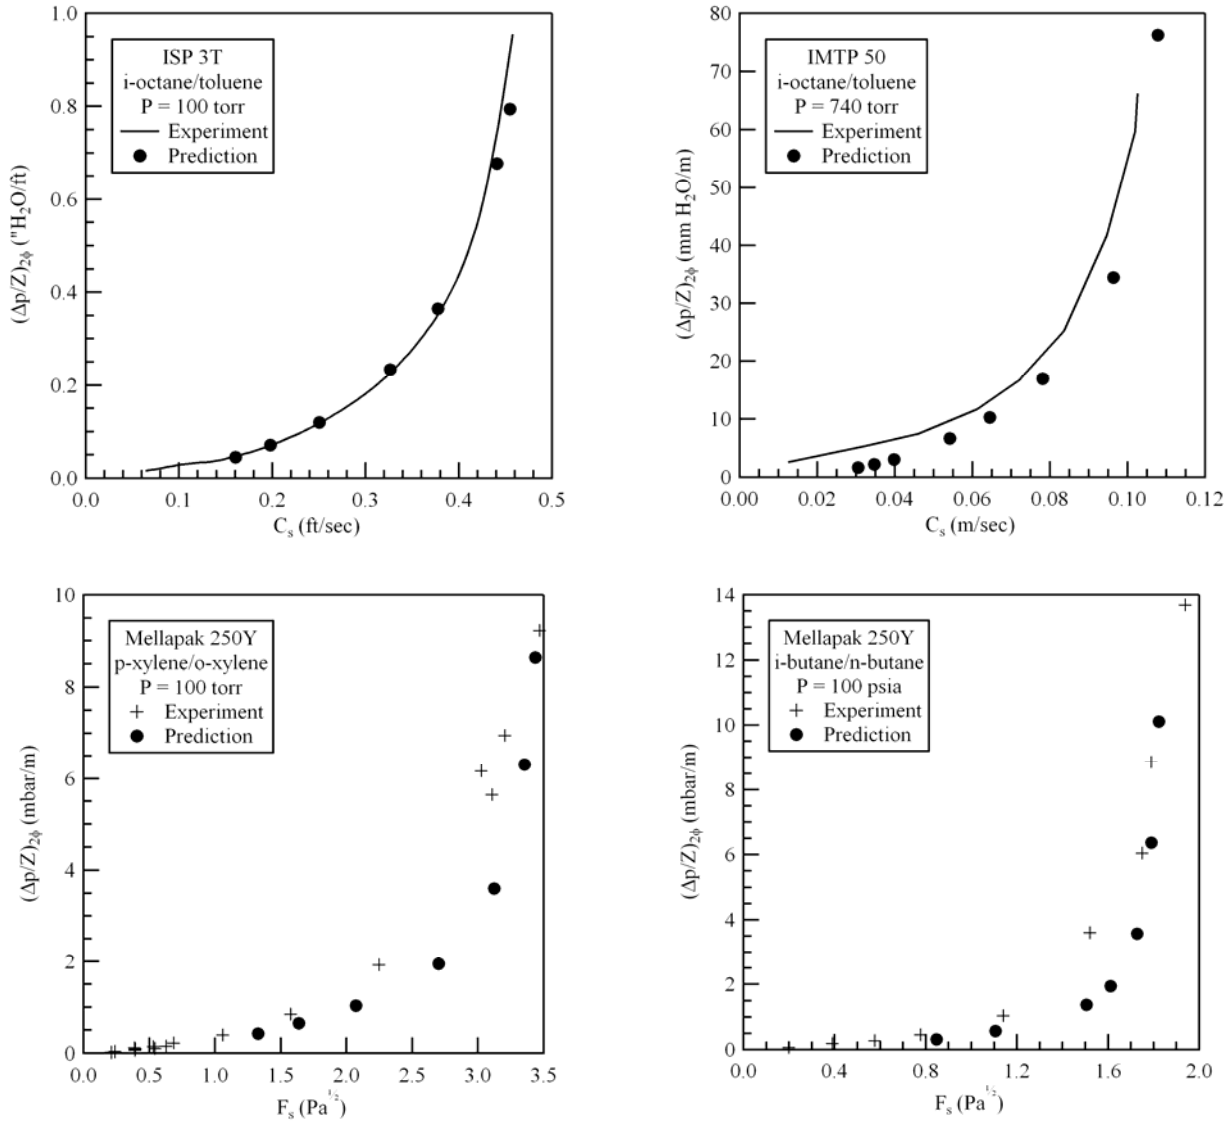 1.0
0.8
0.6
0.4
0.2
0.0
(Δp/Z)₂ϕ ("H₂O/ft)
ISP 3T
i-octane/toluene
P = 100 torr
Experiment
Prediction
0.0 0.1 0.2 0.3 0.4 0.5
Cₛ (ft/sec)
80
70
60
50
40
30
20
10
0
(Δp/Z)₂ϕ (mm H₂O/m)
IMTP 50
i-octane/toluene
P = 740 torr
Experiment
Prediction
0.00 0.02 0.04 0.06 0.08 0.10 0.12
Cₛ (m/sec)
10
8
6
4
2
0
(Δp/Z)₂ϕ (mbar/m)
Mellapak 250Y
p-xylene/o-xylene
P = 100 torr
Experiment
Prediction
0.0 0.5 1.0 1.5 2.0 2.5 3.0 3.5
Fₛ (Pa^½)
14
12
10
8
6
4
2
0
(Δp/Z)₂ϕ (mbar/m)
Mellapak 250Y
i-butane/n-butane
P = 100 psia
Experiment
Prediction
0.0 0.4 0.8 1.2 1.6 2.0
Fₛ (Pa^½)